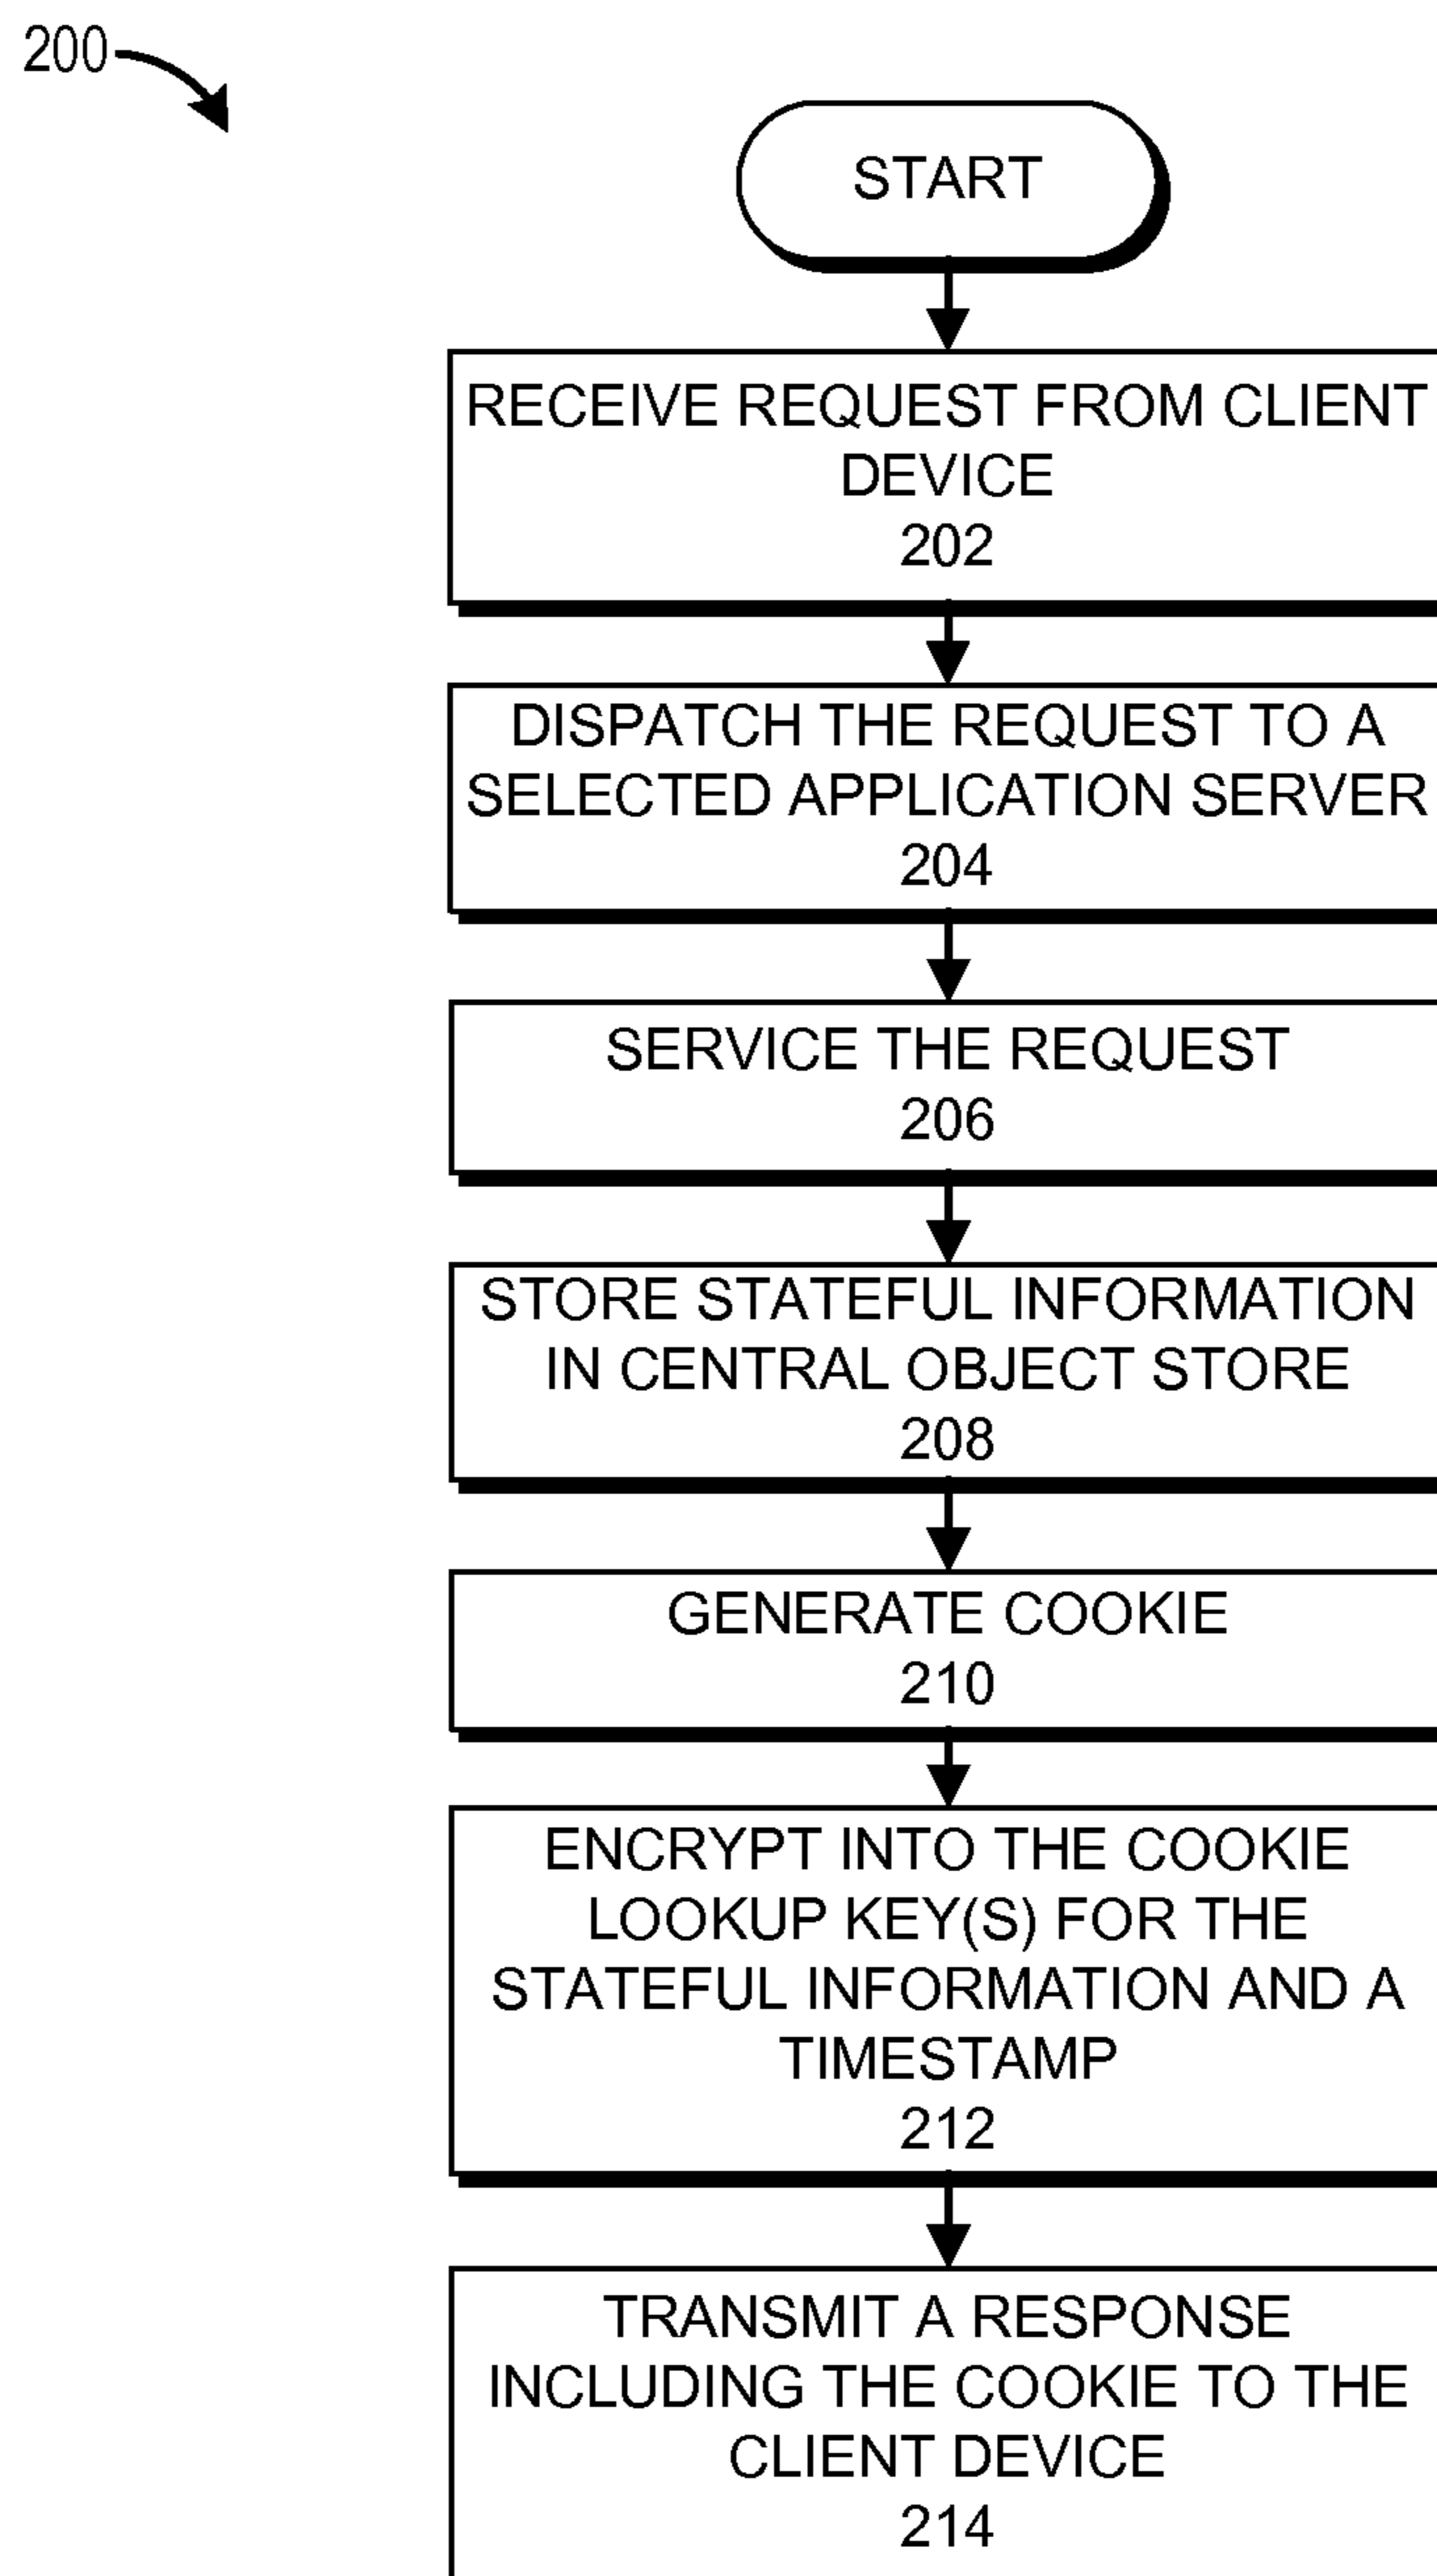 200
START
RECEIVE REQUEST FROM CLIENT
DEVICE
202
DISPATCH THE REQUEST TO A
SELECTED APPLICATION SERVER
204
SERVICE THE REQUEST
206
STORE STATEFUL INFORMATION
IN CENTRAL OBJECT STORE
208
GENERATE COOKIE
210
ENCRYPT INTO THE COOKIE
LOOKUP KEY(S) FOR THE
STATEFUL INFORMATION AND A
TIMESTAMP
212
TRANSMIT A RESPONSE
INCLUDING THE COOKIE TO THE
CLIENT DEVICE
214